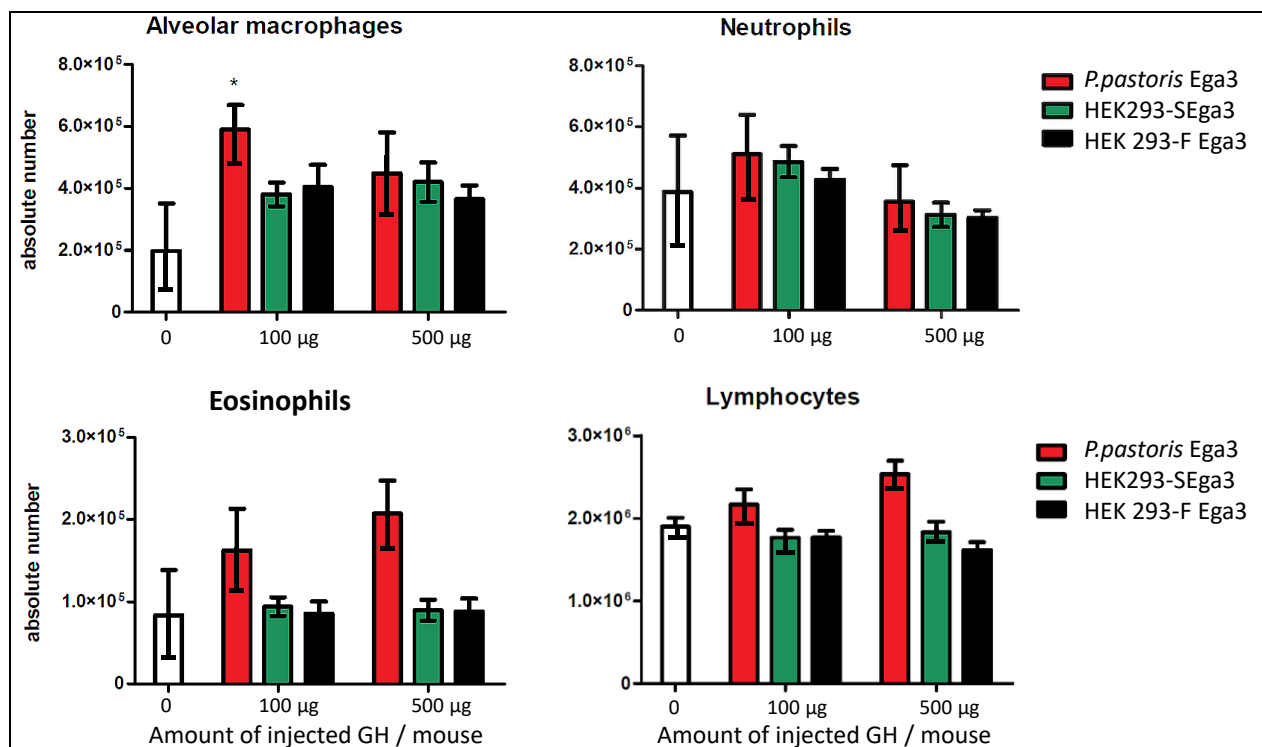 Alveolar macrophages
absolute number
8.0×10⁵
6.0×10⁵
4.0×10⁵
2.0×10⁵
0
*
0
100 µg
500 µg
Neutrophils
8.0×10⁵
6.0×10⁵
4.0×10⁵
2.0×10⁵
0
0
100 µg
500 µg
P.pastoris Ega3
HEK293-SEga3
HEK 293-F Ega3
Eosinophils
absolute number
3.0×10⁵
2.0×10⁵
1.0×10⁵
0
0
100 µg
500 µg
Amount of injected GH / mouse
Lymphocytes
3.0×10⁶
2.0×10⁶
1.0×10⁶
0
0
100 µg
500 µg
Amount of injected GH / mouse
P.pastoris Ega3
HEK293-SEga3
HEK 293-F Ega3